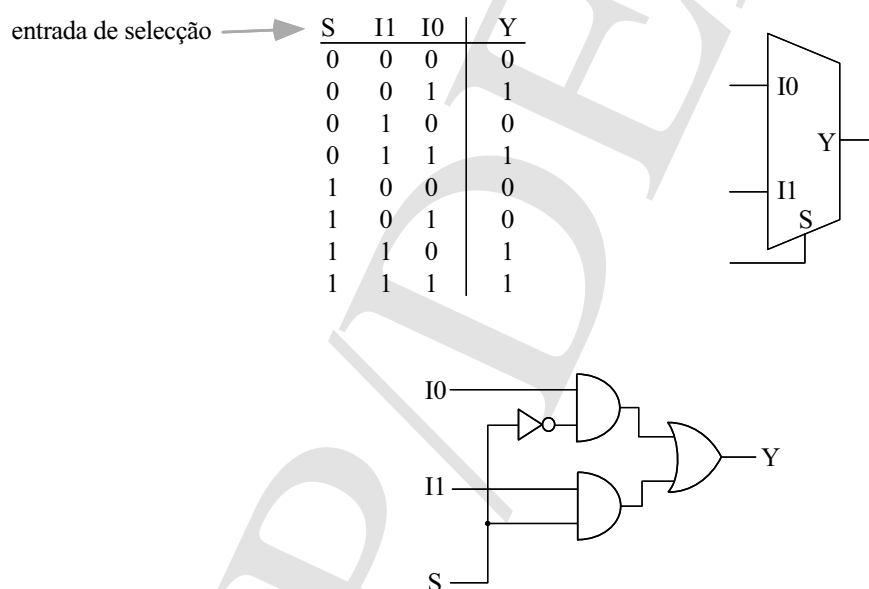 entrada de selecção
S I1 I0 Y
0 0 0 0
0 0 1 1
0 1 0 0
0 1 1 1
1 0 0 0
1 0 1 0
1 1 0 1
1 1 1 1
I0
Y
I1
S
I0
Y
I1
S